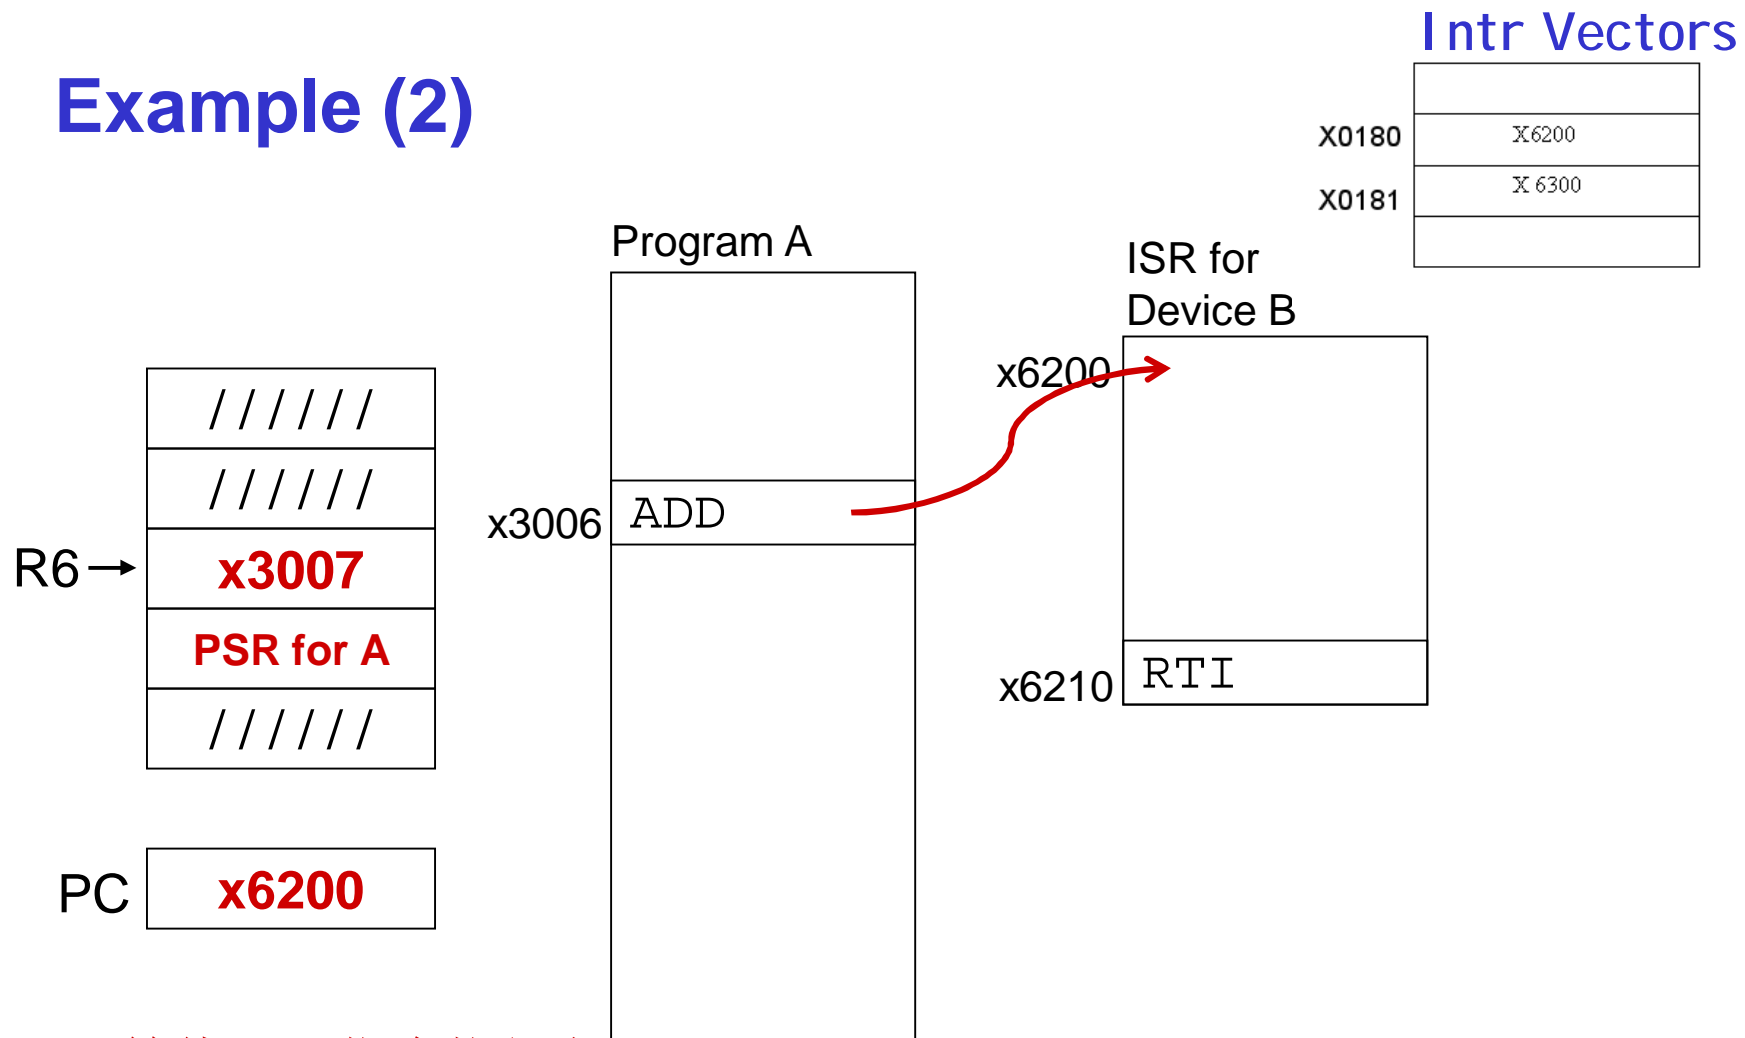 Intr Vectors
Example (2)
X0180 X6200
X0181 X 6300
Program A
ISR for
Device B
//////
x6200
//////
x3006 ADD
R6 x3007
PSR for A
x6210 RTI
//////
PC x6200